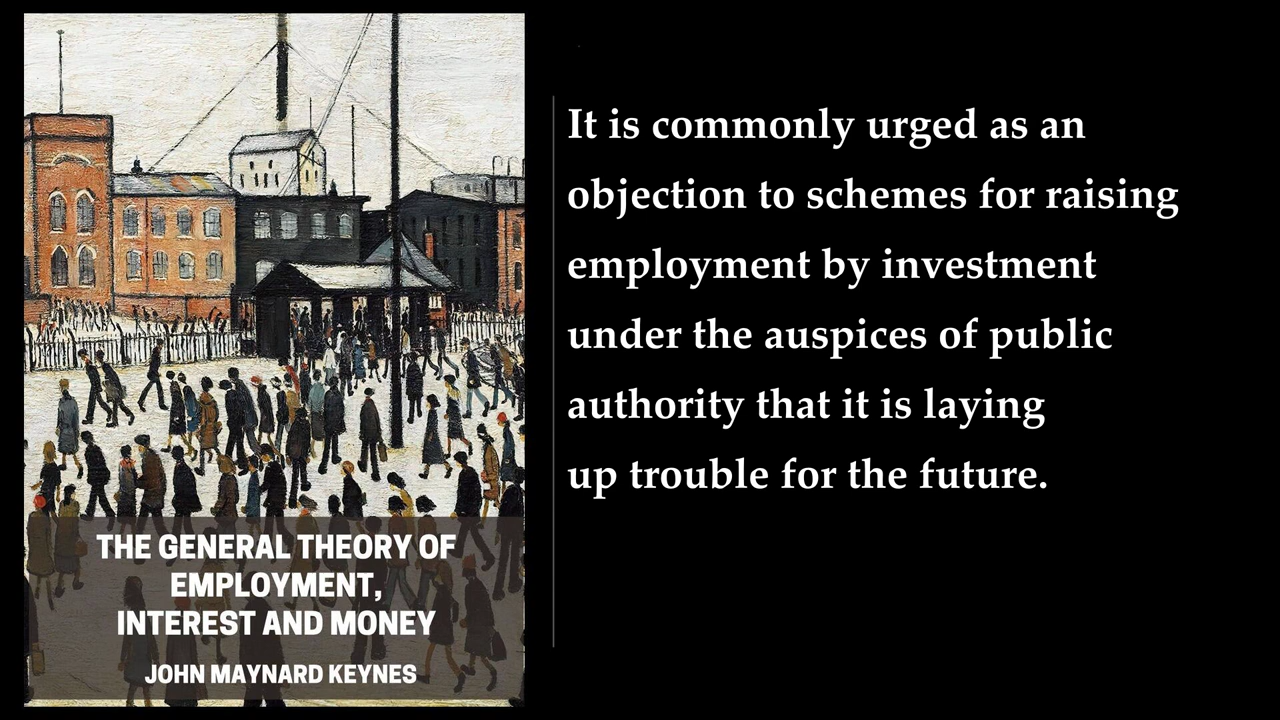 THE GENERAL THEORY OF
EMPLOYMENT,
INTEREST AND MONEY
JOHN MAYNARD KEYNES
It is commonly urged as an
objection to schemes for raising
employment by investment
under the auspices of public
authority that it is laying
up trouble for the future.